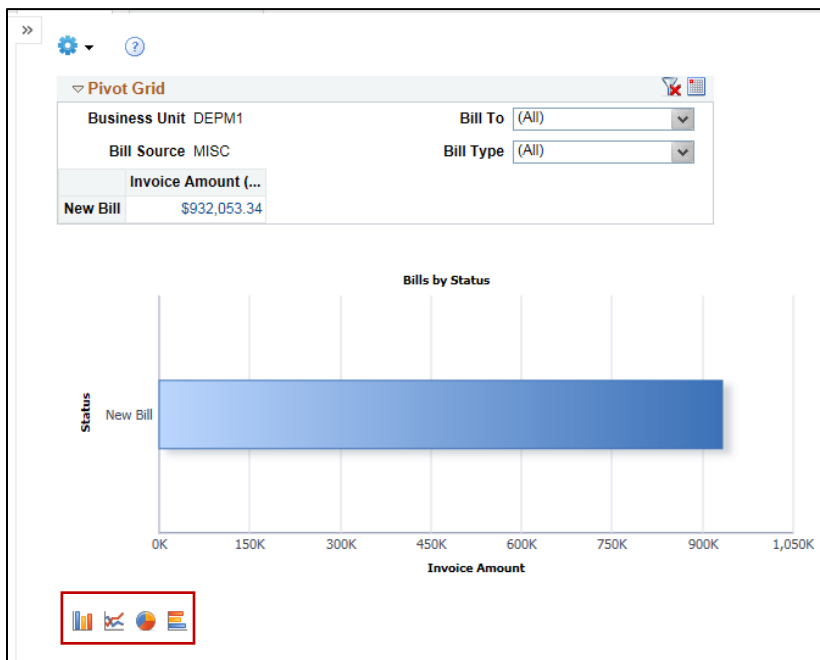 »
?
Pivot Grid
Business Unit DEPM1 Bill To (All)
Bill Source MISC Bill Type (All)
Invoice Amount (...
New Bill $932,053.34
Bills by Status
Status
New Bill
0K 150K 300K 450K 600K 750K 900K 1,050K
Invoice Amount